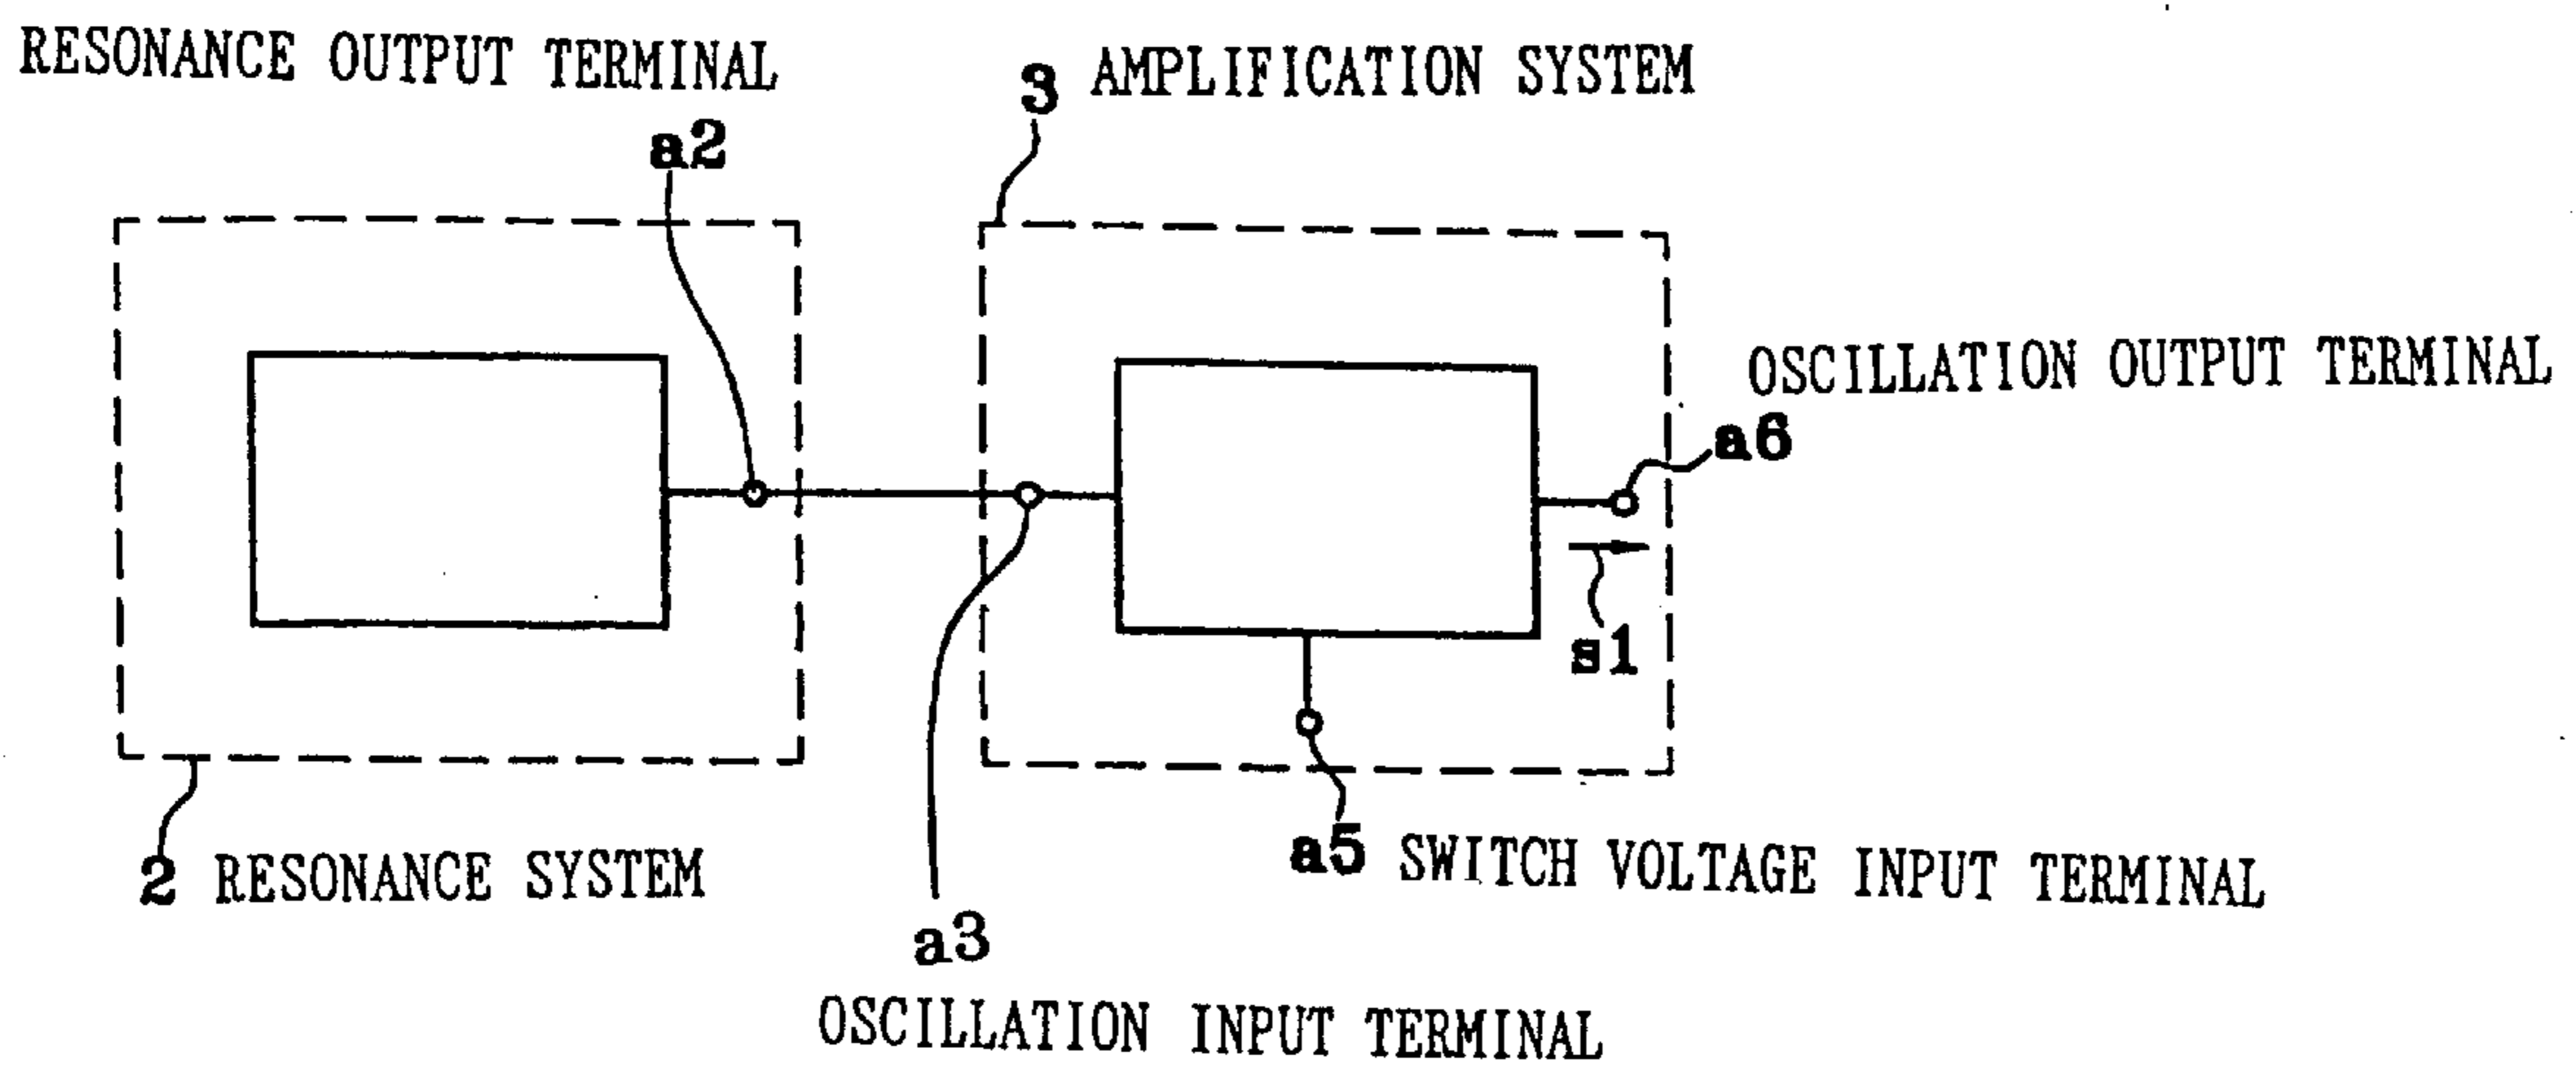 RESONANCE OUTPUT TERMINAL
a2
3 AMPLIFICATION SYSTEM
OSCILLATION OUTPUT TERMINAL
a6
s1
2 RESONANCE SYSTEM
a5 SWITCH VOLTAGE INPUT TERMINAL
a3
OSCILLATION INPUT TERMINAL